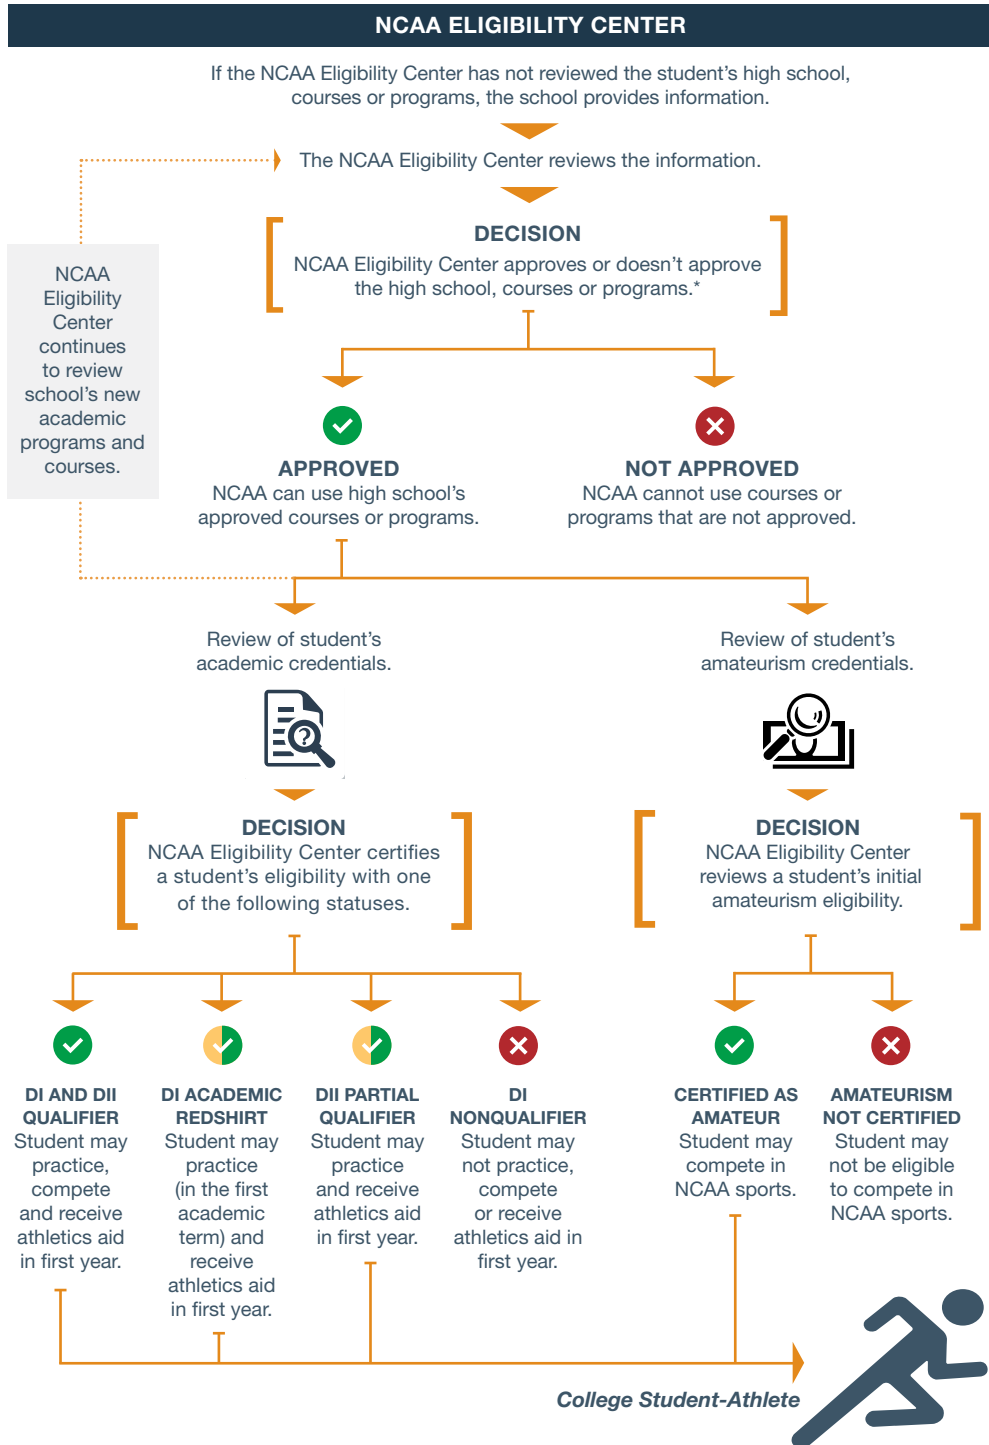 NCAA ELIGIBILITY CENTER
If the NCAA Eligibility Center has not reviewed the student's high school,
courses or programs, the school provides information.
The NCAA Eligibility Center reviews the information.
DECISION
NCAA Eligibility Center approves or doesn't approve
the high school, courses or programs.*
NCAA
Eligibility
Center
continues
to review
school's new
academic
programs and
courses.
APPROVED
NCAA can use high school's
approved courses or programs.
NOT APPROVED
NCAA cannot use courses or
programs that are not approved.
Review of student's
academic credentials.
Review of student's
amateurism credentials.
?
DECISION
NCAA Eligibility Center certifies
a student's eligibility with one
of the following statuses.
DECISION
NCAA Eligibility Center
reviews a student's initial
amateurism eligibility.
DI AND DII
QUALIFIER
Student may
practice,
compete
and receive
athletics aid
in first year.
DI ACADEMIC
REDSHIRT
Student may
practice
(in the first
academic
term) and
receive
athletics aid
in first year.
DII PARTIAL
QUALIFIER
Student may
practice
and receive
athletics aid
in first year.
DI
NONQUALIFIER
Student may
not practice,
compete
or receive
athletics aid in
first year.
CERTIFIED AS
AMATEUR
Student may
compete in
NCAA sports.
AMATEURISM
NOT CERTIFIED
Student may
not be eligible
to compete in
NCAA sports.
College Student-Athlete